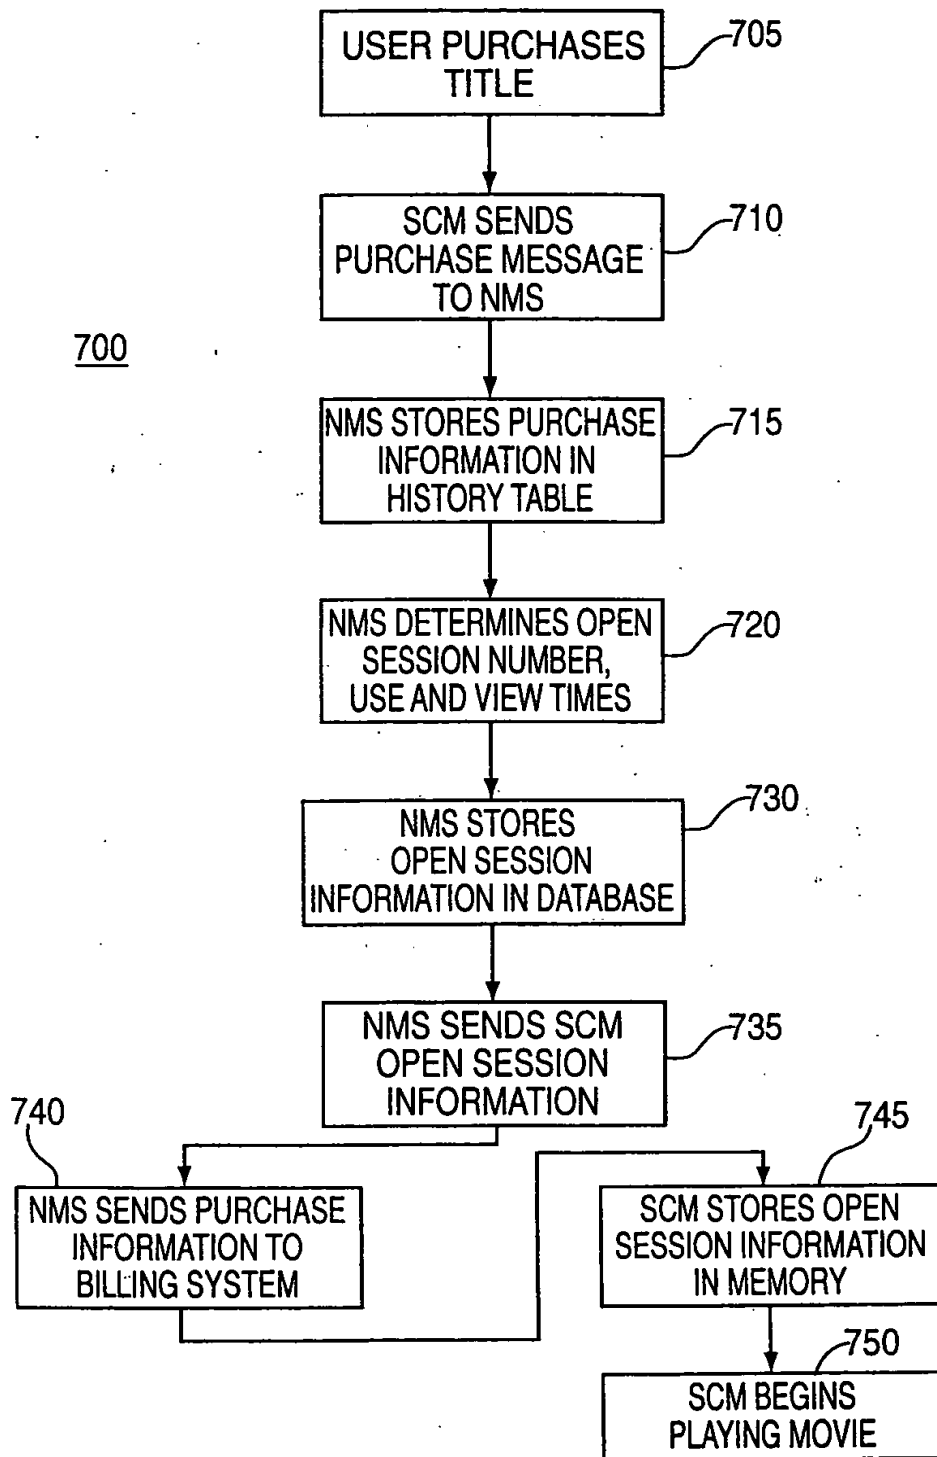 USER PURCHASES
TITLE
705
SCM SENDS
PURCHASE MESSAGE
TO NMS
710
700
NMS STORES PURCHASE
INFORMATION IN
HISTORY TABLE
715
NMS DETERMINES OPEN
SESSION NUMBER,
USE AND VIEW TIMES
720
NMS STORES
OPEN SESSION
INFORMATION IN DATABASE
730
NMS SENDS SCM
OPEN SESSION
INFORMATION
735
740
NMS SENDS PURCHASE
INFORMATION TO
BILLING SYSTEM
745
SCM STORES OPEN
SESSION INFORMATION
IN MEMORY
750
SCM BEGINS
PLAYING MOVIE